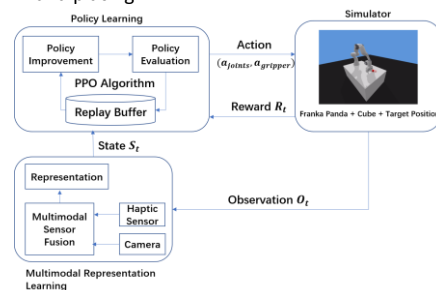 Policy Learning
Simulator
Policy
Improvement
Policy
Evaluation
PPO Algorithm
Replay Buffer
Action
(a_joints, a_gripper)
Reward R_t
Franka Panda + Cube + Target Position
State S_t
Representation
Multimodal
Sensor
Fusion
Haptic
Sensor
Camera
Observation O_t
Multimodal Representation
Learning